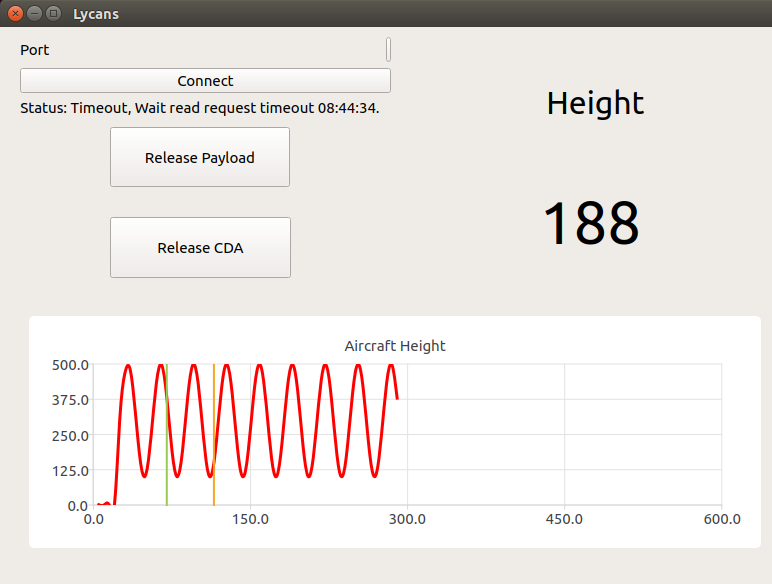 Lycans
Port
Connect
Status: Timeout, Wait read request timeout 08:44:34.
Release Payload
Release CDA
Height
188
Aircraft Height
500.0
375.0
250.0
125.0
0.0
0.0 150.0 300.0 450.0 600.0